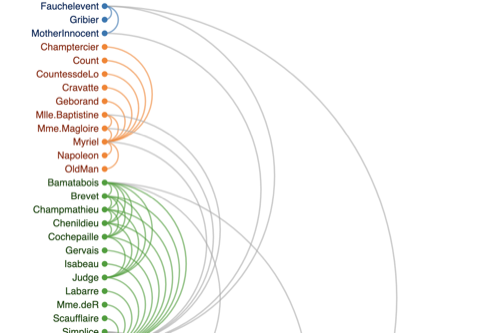 Fauchelevent
Gribier
MotherInnocent
Champtercier
Count
CountessdeLo
Cravatte
Geborand
Mlle.Baptistine
Mme.Magloire
Myriel
Napoleon
OldMan
Bamatabois
Brevet
Champmathieu
Chenildieu
Cochepaille
Gervais
Isabeau
Judge
Labarre
Mme.deR
Scaufflaire
Simplice